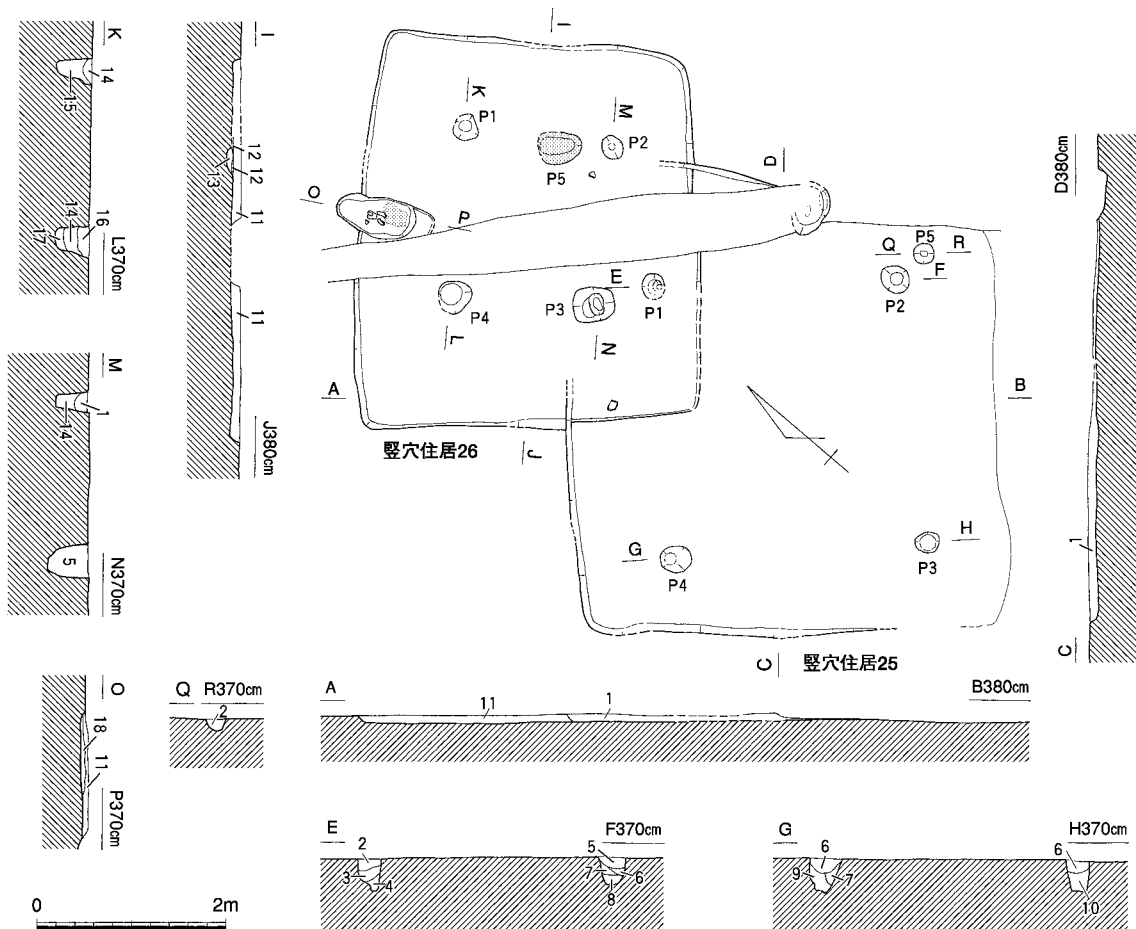 K
14
15
14
16
17
L370cm
M
1
14
5
N370cm
I
12
13
12
11
11
J380cm
I
K
P1
M
P2
P5
D
O
P
E
P1
P4
P3
L
N
A
J
竪穴住居26
Q
P5
R
P2
F
B
G
P4
H
P3
C
竪穴住居25
D380cm
1
C
O
18
11
P370cm
Q R370cm
2
A
11
1
B380cm
E
2
3
4
F370cm
5
7
6
8
G
6
9
7
H370cm
6
10
0 2m